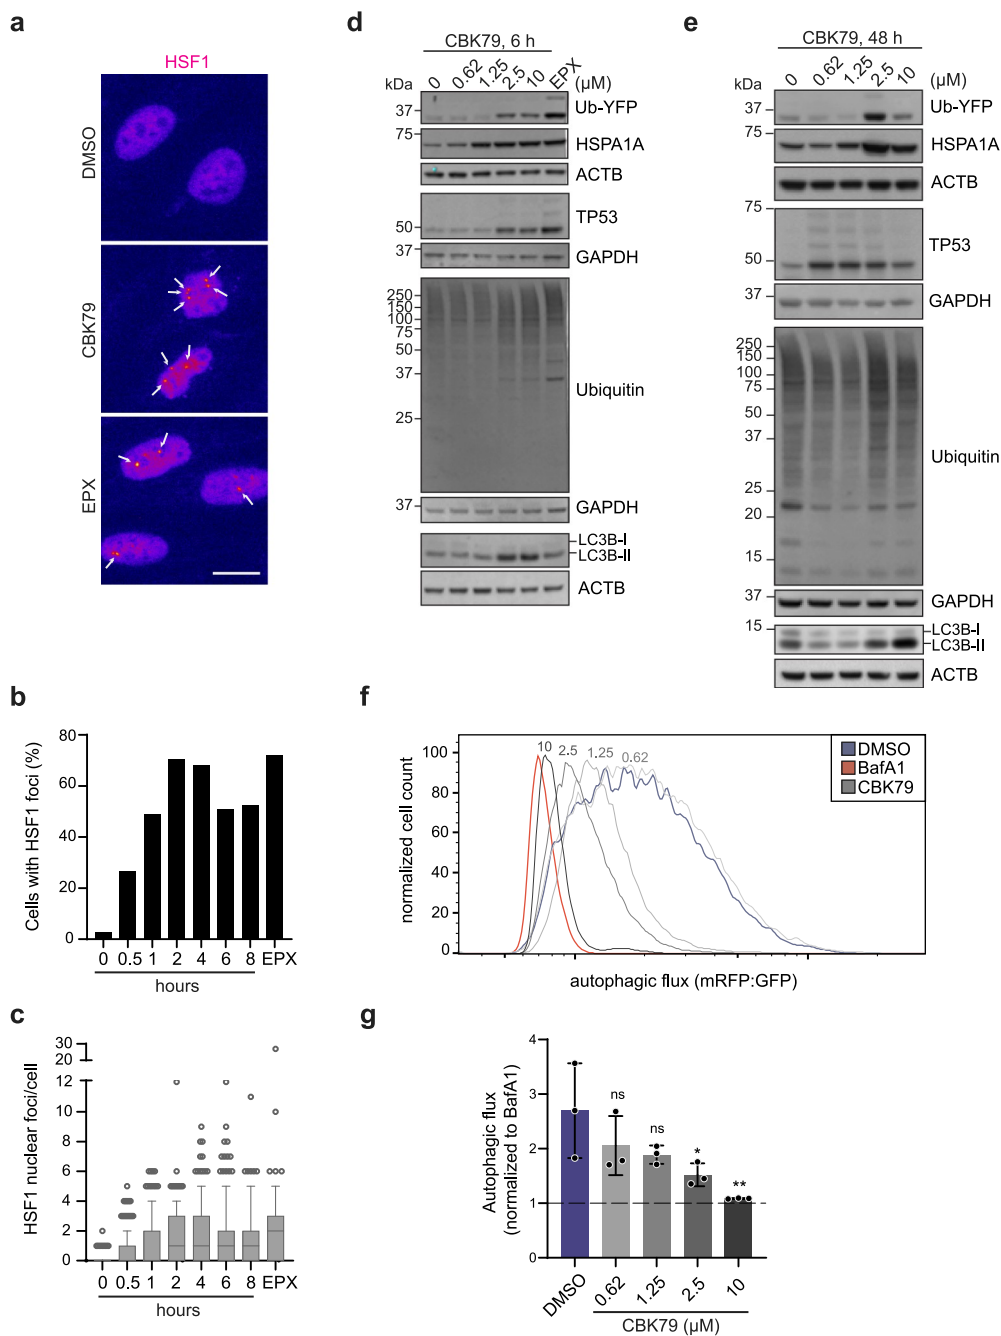 a
HSF1
DMSO
CBK79
EPX
b
Cells with HSF1 foci (%)
80
60
40
20
0
0 0.5 1 2 4 6 8 EPX
hours
c
HSF1 nuclear foci/cell
30
20
12
10
8
6
4
2
0
0 0.5 1 2 4 6 8 EPX
hours
d
CBK79, 6 h
kDa 0 0.62 1.25 2.5 10 EPX (µM)
37 Ub-YFP
75 HSPA1A
ACTB
50 TP53
37 GAPDH
250
150
100
75
50
37
25
Ubiquitin
37 GAPDH
LC3B-I
LC3B-II
ACTB
e
CBK79, 48 h
kDa 0 0.62 1.25 2.5 10 (µM)
37 Ub-YFP
75 HSPA1A
ACTB
75
50
TP53
37 GAPDH
250
150
100
75
50
37
25
20
15
Ubiquitin
37 GAPDH
15 LC3B-I
LC3B-II
ACTB
f
normalized cell count
100
80
60
40
20
0
10 2.5 1.25 0.62
DMSO
BafA1
CBK79
autophagic flux (mRFP:GFP)
g
Autophagic flux
(normalized to BafA1)
4
3
2
1
0
ns
ns
*
**
DMSO 0.62 1.25 2.5 10
CBK79 (µM)